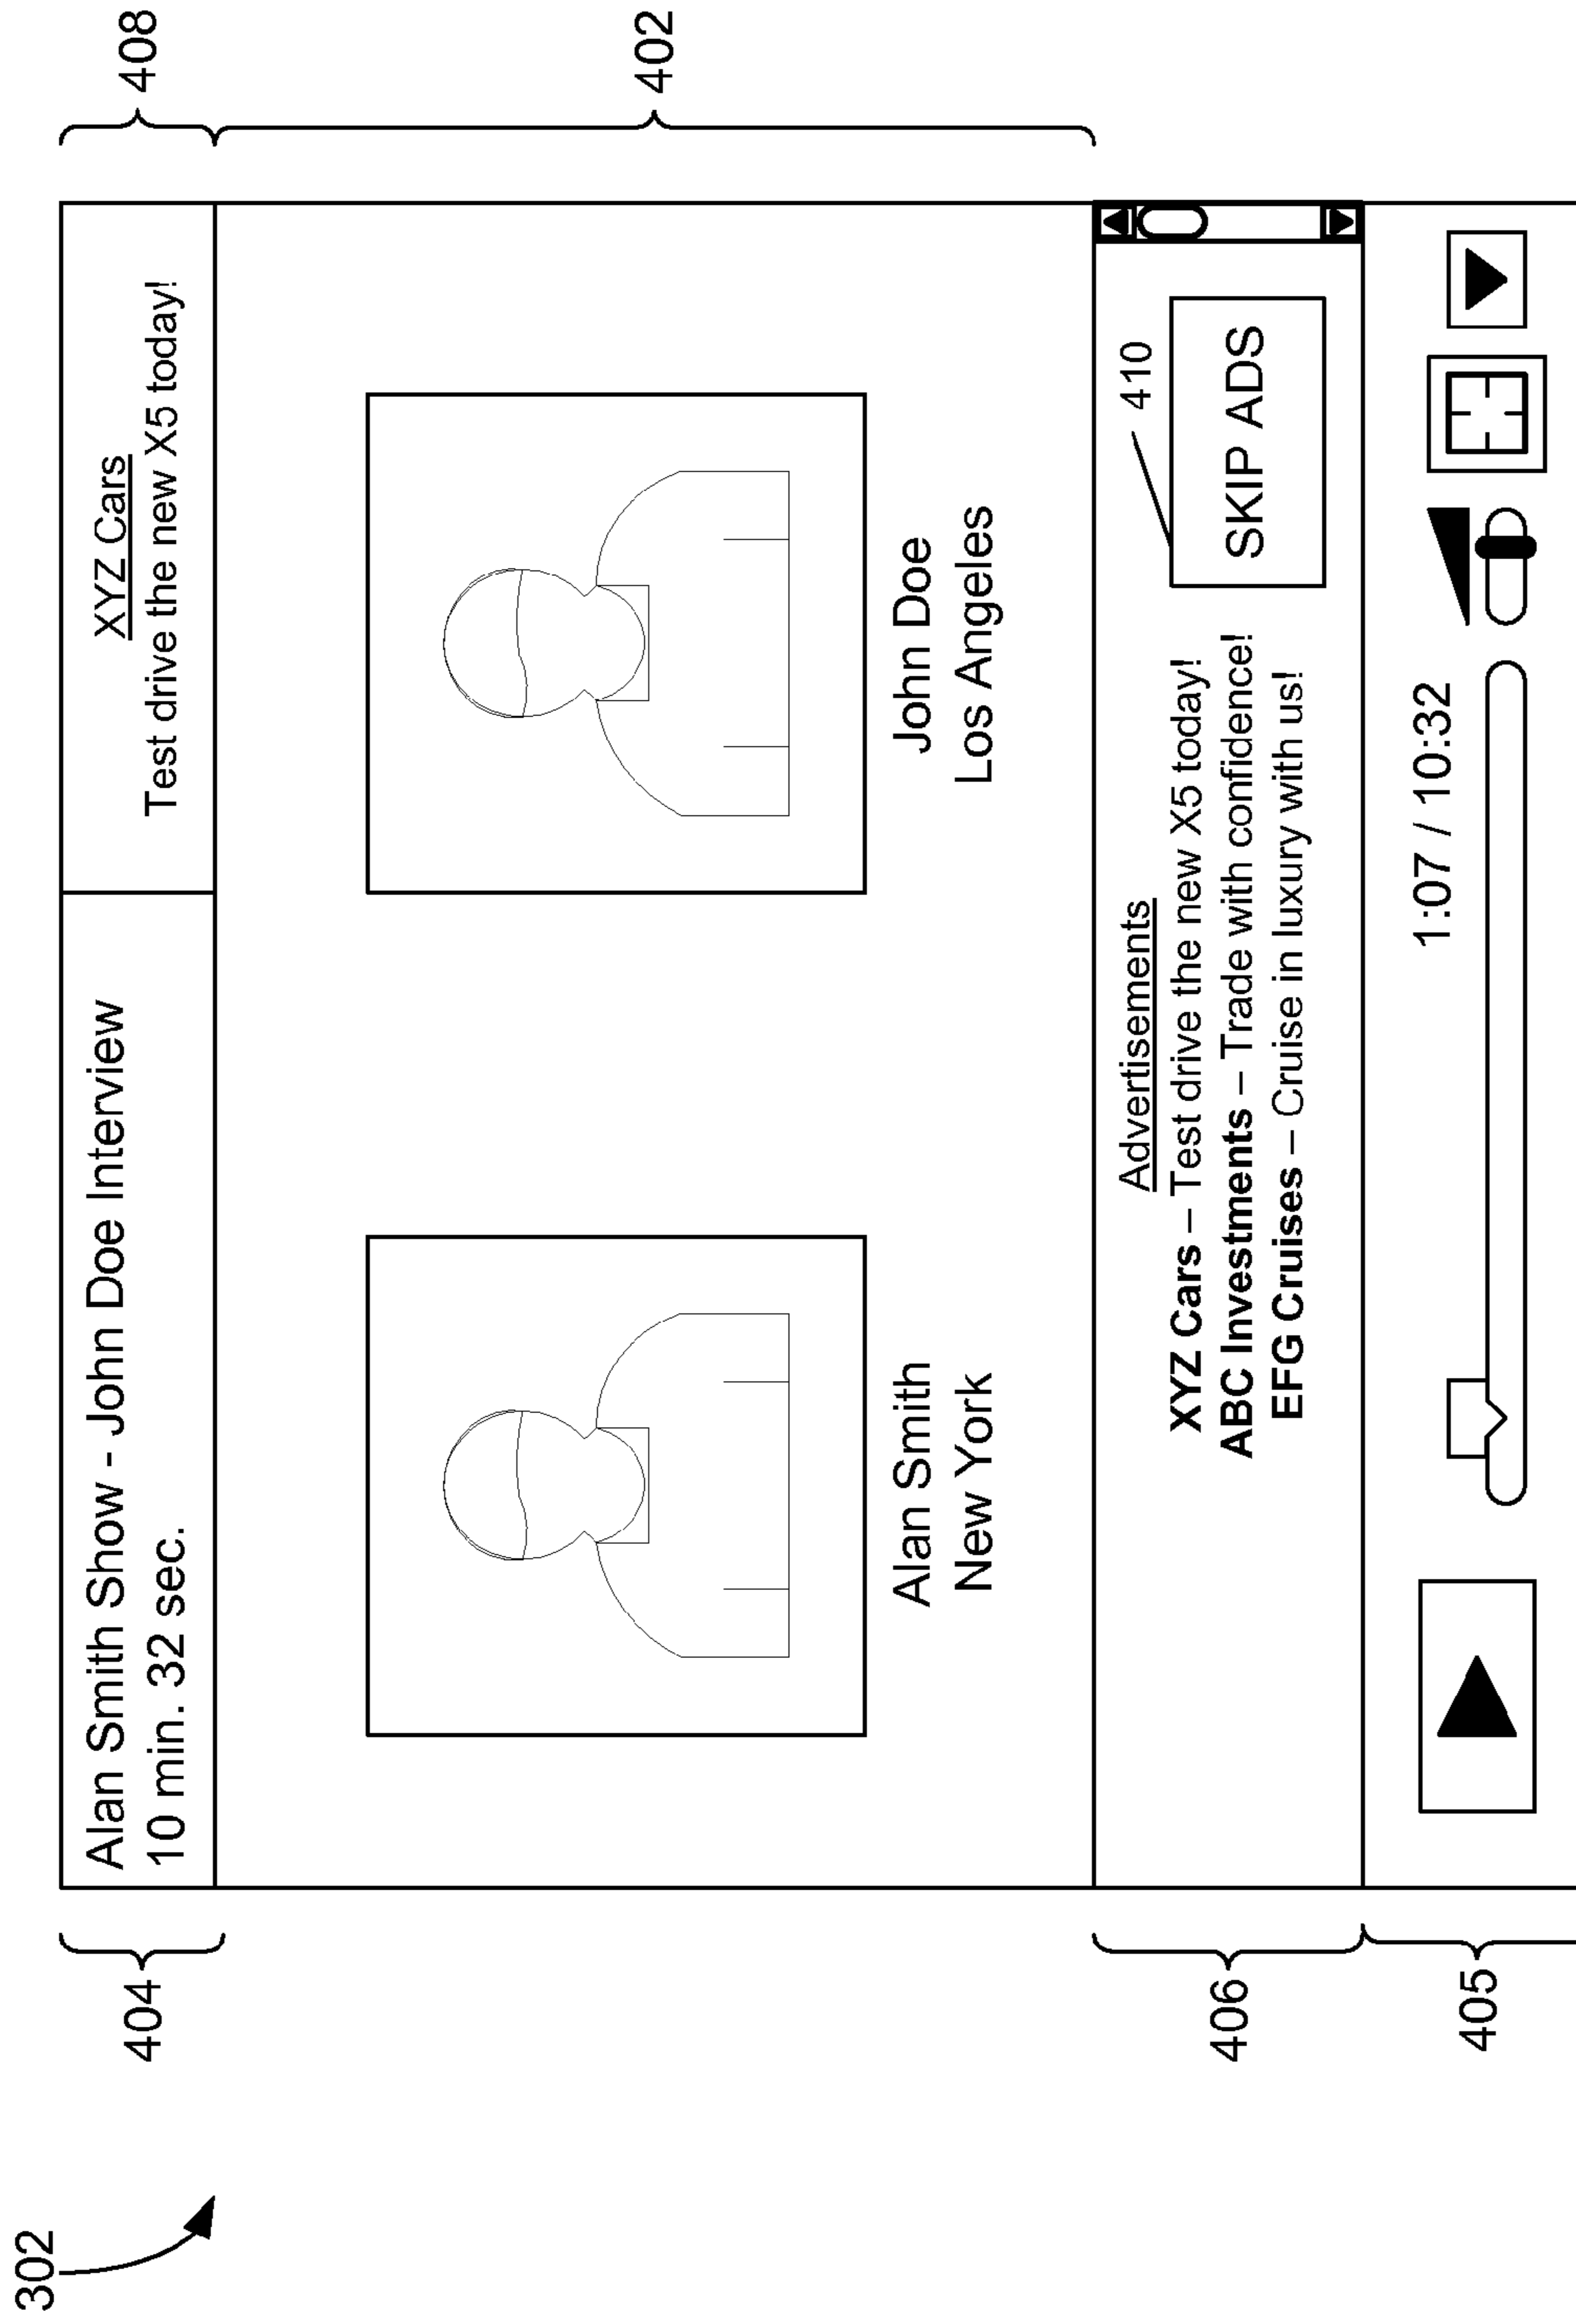 302
404
408
Alan Smith Show - John Doe Interview
10 min. 32 sec.
XYZ Cars
Test drive the new X5 today!
402
Alan Smith
New York
John Doe
Los Angeles
406
Advertisements
XYZ Cars – Test drive the new X5 today!
ABC Investments – Trade with confidence!
EFG Cruises – Cruise in luxury with us!
410
SKIP ADS
405
1:07 / 10:32